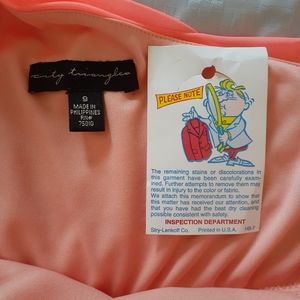 city triangles
9
MADE IN
PHILIPPINES
RN#
75010
PLEASE NOTE
The remaining stains or discolorations in
this garment have been carefully exam-
ined. Further attempts to remove them may
result in injury to the color or fabric.
We attach this memorandum to show that
this matter has received our attention, and
that you have had the best dry cleaning
possible consistent with safety.
INSPECTION DEPARTMENT
Stry-Lenkoff Co.
Printed in U.S.A.